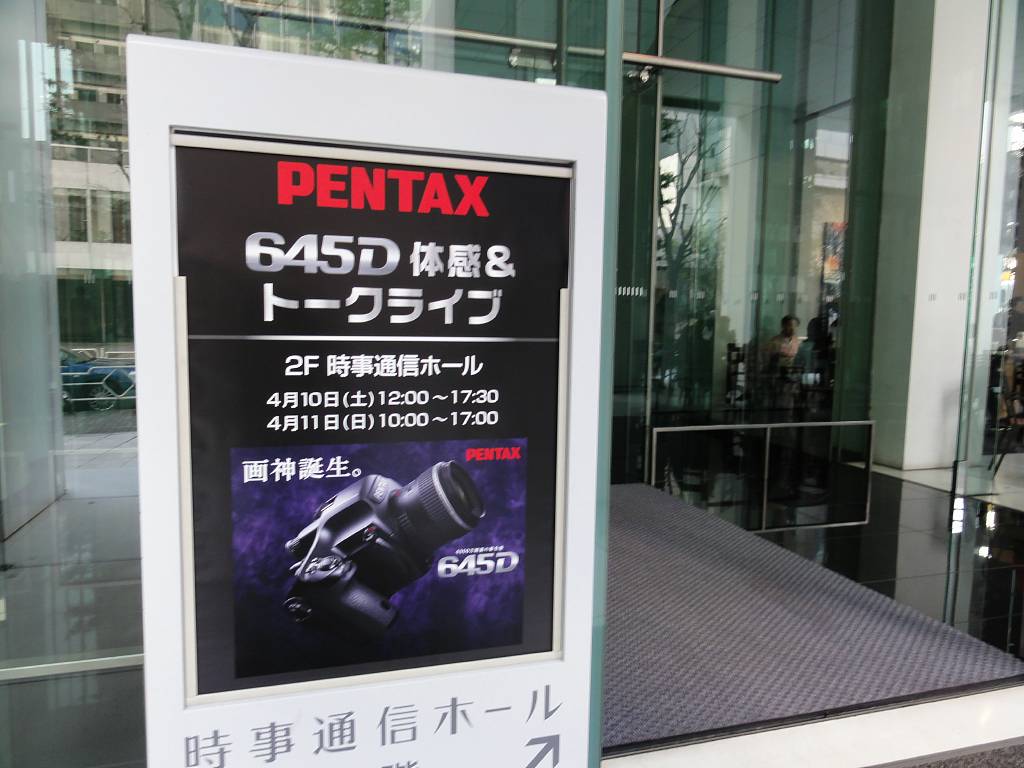 PENTAX
645D 体感&
トークライブ
2F 時事通信ホール
4月10日(土)12:00～17:30
4月11日(日)10:00～17:00
画神誕生。
PENTAX
645D
時事通信ホール